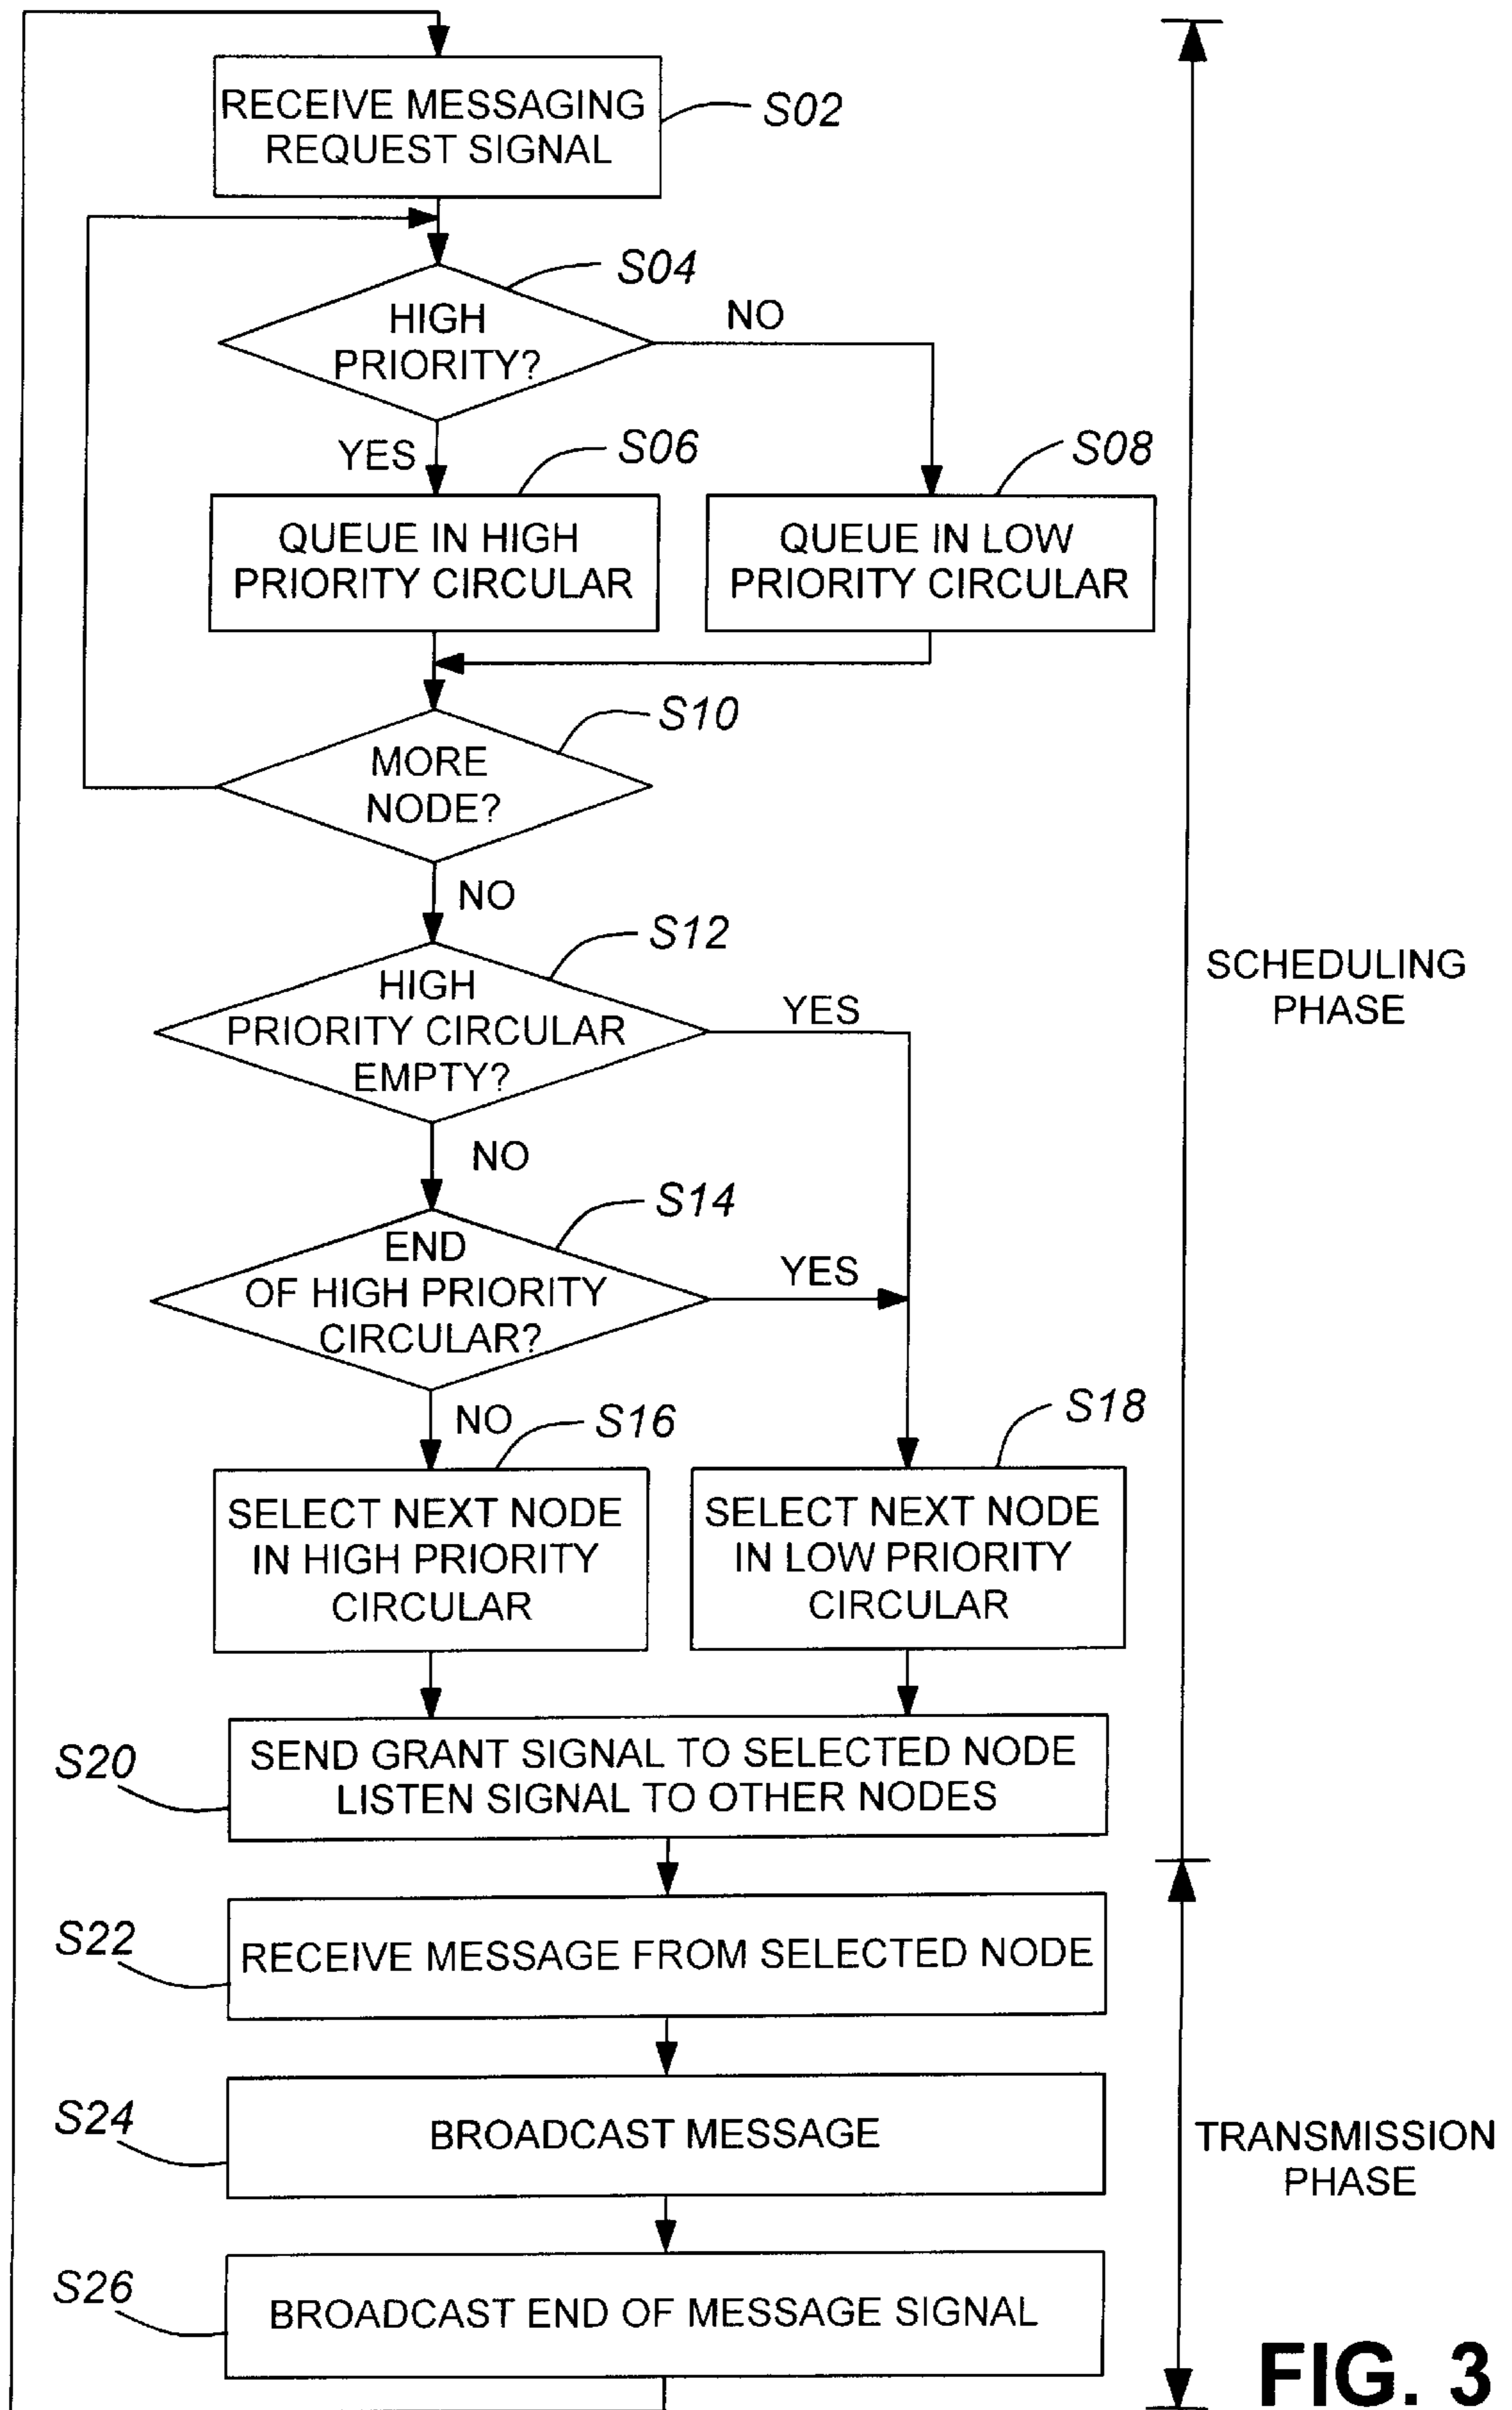 RECEIVE MESSAGING
REQUEST SIGNAL
S02
S04
HIGH
PRIORITY?
NO
YES
S06
S08
QUEUE IN HIGH
PRIORITY CIRCULAR
QUEUE IN LOW
PRIORITY CIRCULAR
S10
MORE
NODE?
NO
S12
HIGH
PRIORITY CIRCULAR
EMPTY?
YES
SCHEDULING
PHASE
NO
S14
END
OF HIGH PRIORITY
CIRCULAR?
YES
NO
S16
S18
SELECT NEXT NODE
IN HIGH PRIORITY
CIRCULAR
SELECT NEXT NODE
IN LOW PRIORITY
CIRCULAR
S20
SEND GRANT SIGNAL TO SELECTED NODE
LISTEN SIGNAL TO OTHER NODES
S22
RECEIVE MESSAGE FROM SELECTED NODE
S24
BROADCAST MESSAGE
TRANSMISSION
PHASE
S26
BROADCAST END OF MESSAGE SIGNAL
FIG. 3